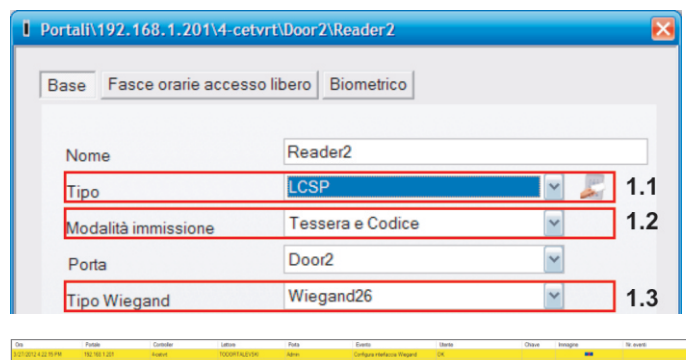 Portali\192.168.1.201\4-cetvrt\Door2\Reader2
Base Fasce orarie accesso libero Biometrico
Nome Reader2
Tipo LCSP 1.1
Modalità immissione Tessera e Codice 1.2
Porta Door2
Tipo Wiegand Wiegand26 1.3
Ora Portale Controller Lettore Porta Evento Utente Chiave Immagine Nr. eventi
192.168.1.201 Admin Configura interfaccia Wiegand OK